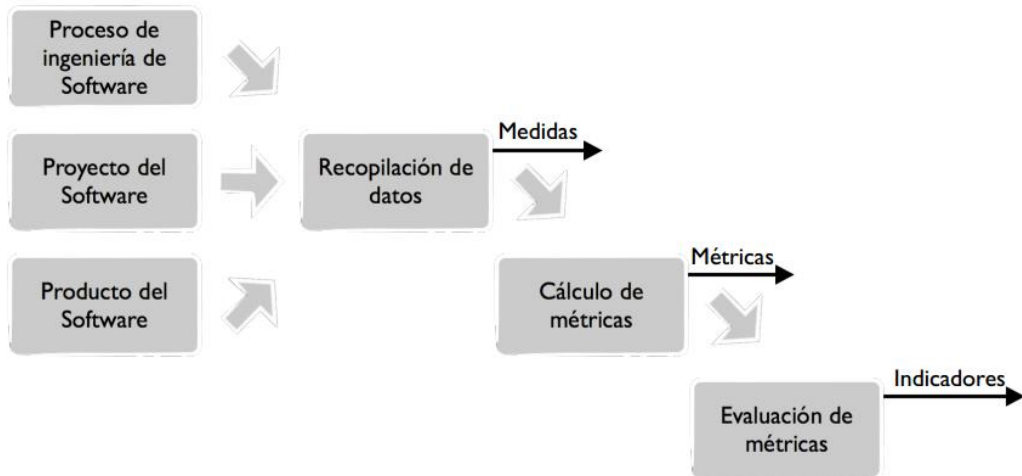 Proceso de
ingeniería de
Software
Proyecto del
Software
Producto del
Software
Recopilación de
datos
Medidas
Cálculo de
métricas
Métricas
Evaluación de
métricas
Indicadores